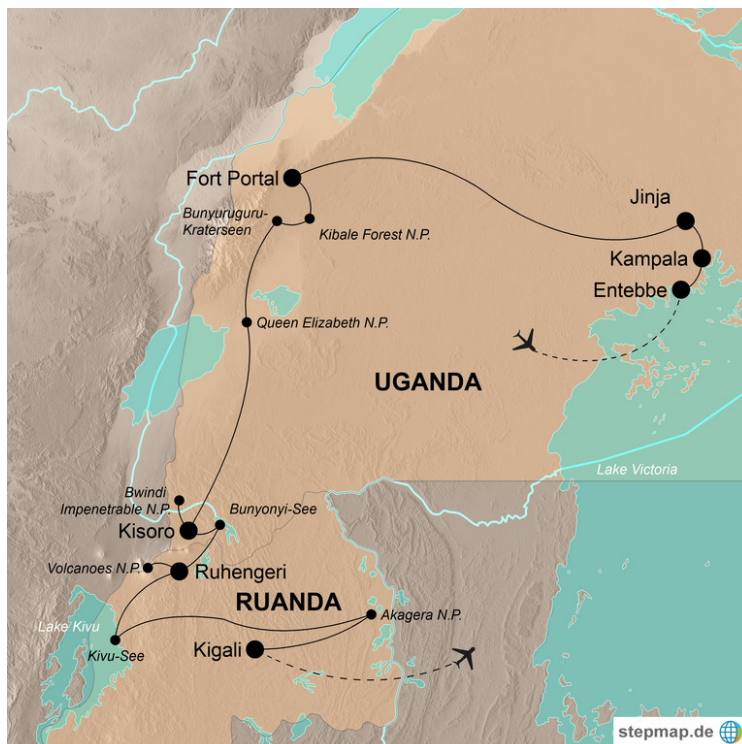 Fort Portal
Bunyuruguru-
Kraterseen
Kibale Forest N.P.
Jinja
Kampala
Entebbe
Queen Elizabeth N.P.
UGANDA
Lake Victoria
Bwindi
Impenetrable N.P.
Bunyonyi-See
Kisoro
Volcanoes N.P.
Ruhengeri
RUANDA
Akagera N.P.
Lake Kivu
Kivu-See
Kigali
stepmap.de